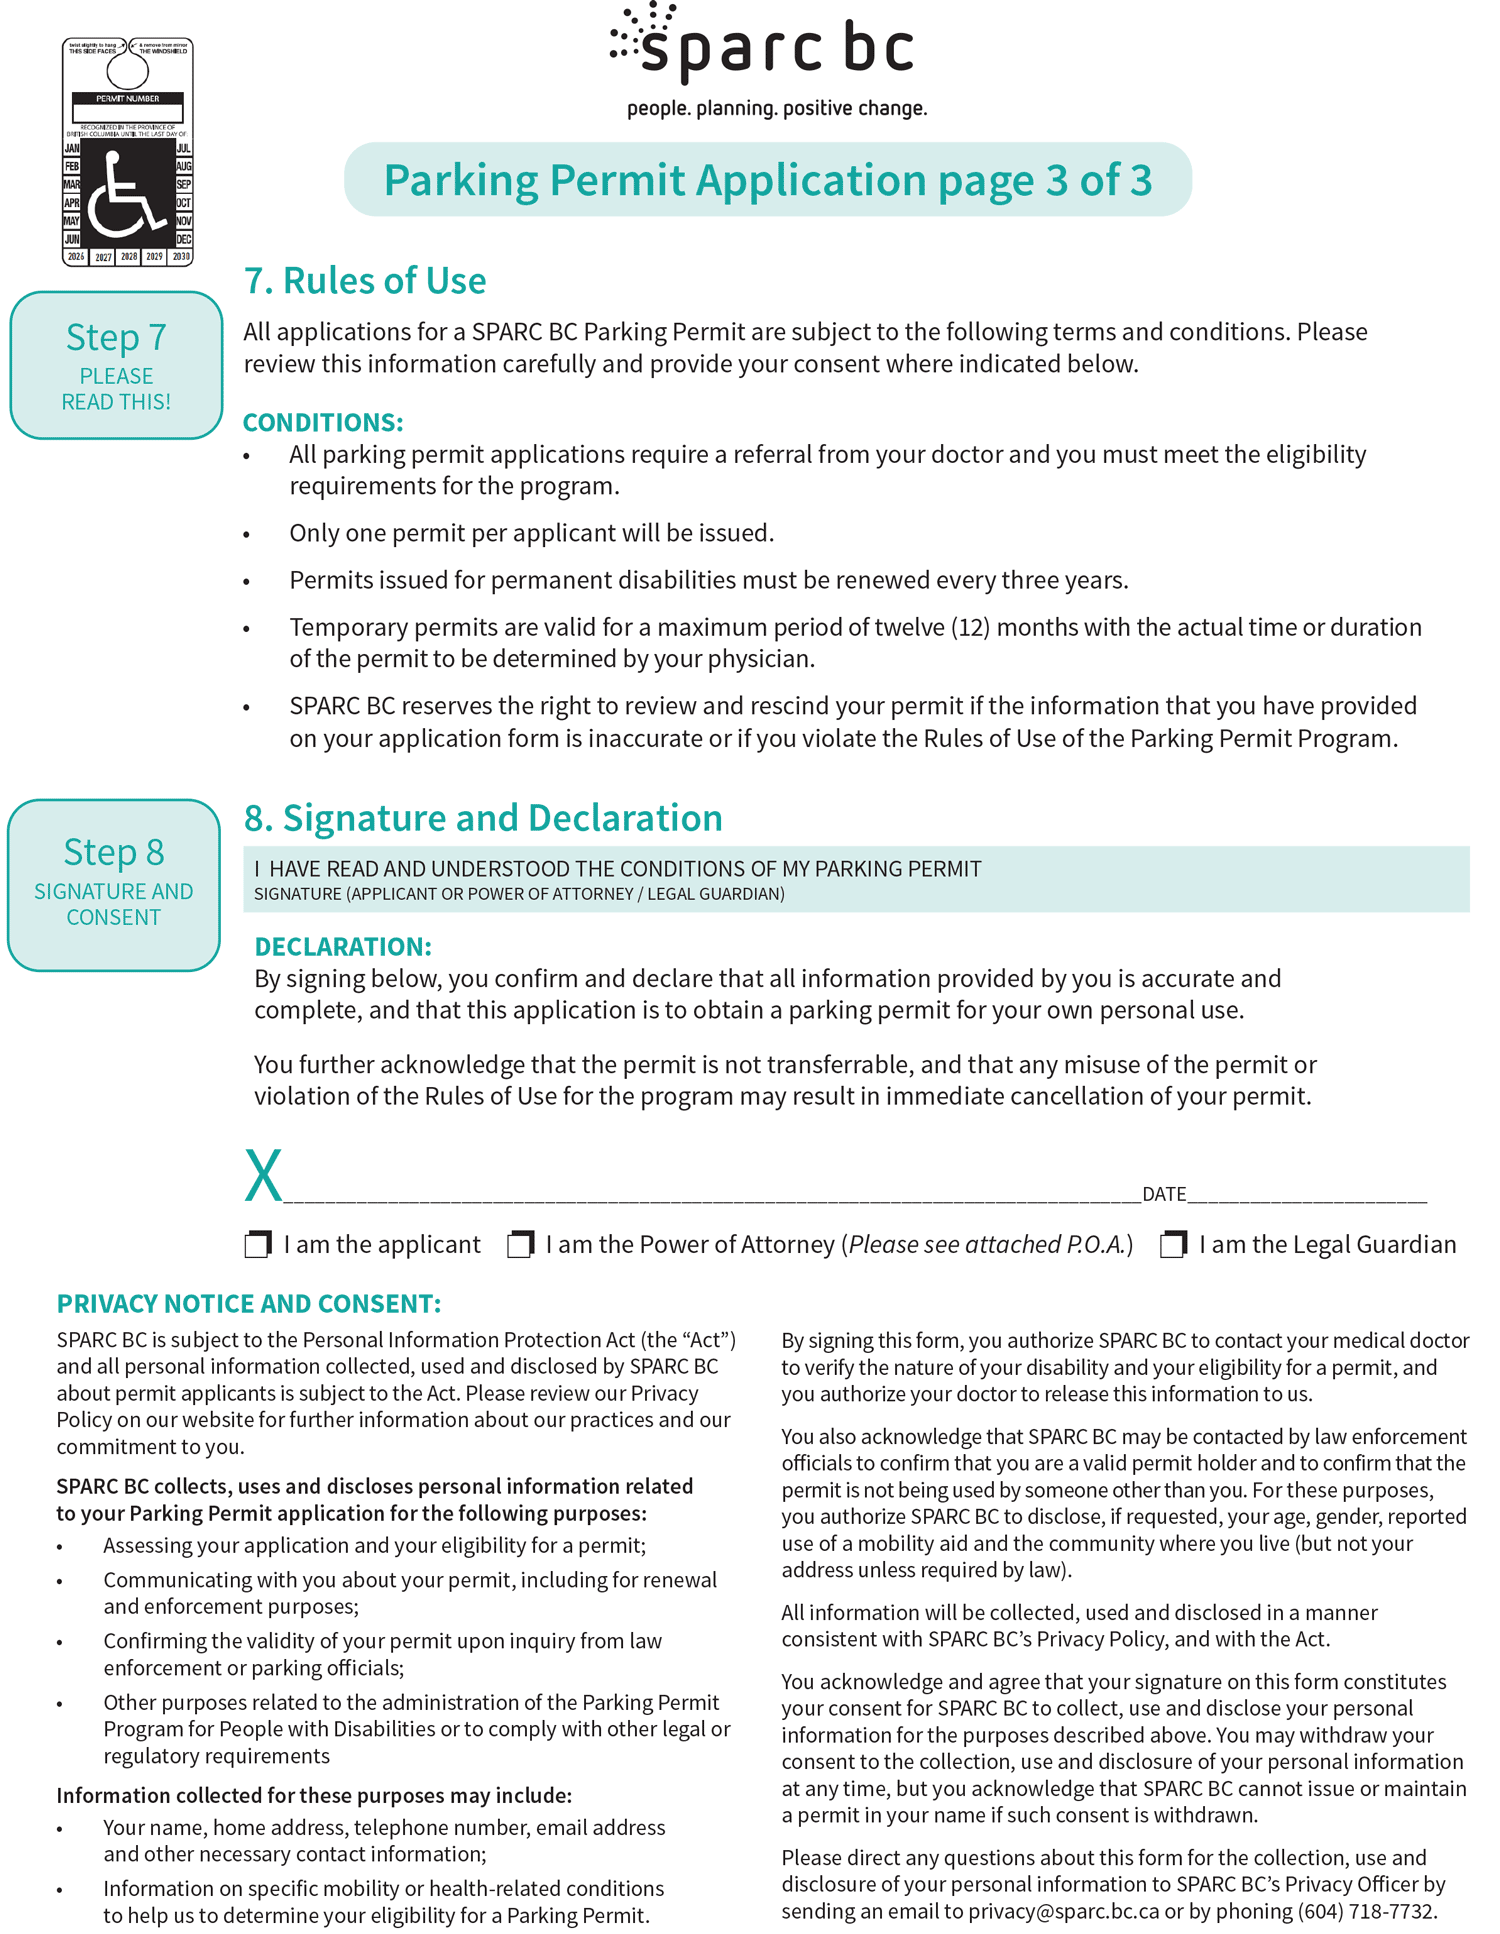 twist slightly to hang & remove from mirror
THIS SIDE FACES THE WINDSHIELD
PERMIT NUMBER
RECOGNIZED IN THE PROVINCE OF
BRITISH COLUMBIA UNTIL THE LAST DAY OF:
JAN JUL
FEB AUG
MAR SEP
APR OCT
MAY NOV
JUN DEC
2026 2027 2028 2029 2030
sparc bc
people. planning. positive change.
Parking Permit Application page 3 of 3
Step 7
PLEASE
READ THIS!
7. Rules of Use
All applications for a SPARC BC Parking Permit are subject to the following terms and conditions. Please
review this information carefully and provide your consent where indicated below.
CONDITIONS:
• All parking permit applications require a referral from your doctor and you must meet the eligibility
requirements for the program.
• Only one permit per applicant will be issued.
• Permits issued for permanent disabilities must be renewed every three years.
• Temporary permits are valid for a maximum period of twelve (12) months with the actual time or duration
of the permit to be determined by your physician.
• SPARC BC reserves the right to review and rescind your permit if the information that you have provided
on your application form is inaccurate or if you violate the Rules of Use of the Parking Permit Program.
Step 8
SIGNATURE AND
CONSENT
8. Signature and Declaration
I HAVE READ AND UNDERSTOOD THE CONDITIONS OF MY PARKING PERMIT
SIGNATURE (APPLICANT OR POWER OF ATTORNEY / LEGAL GUARDIAN)
DECLARATION:
By signing below, you confirm and declare that all information provided by you is accurate and
complete, and that this application is to obtain a parking permit for your own personal use.
You further acknowledge that the permit is not transferrable, and that any misuse of the permit or
violation of the Rules of Use for the program may result in immediate cancellation of your permit.
X______________________________DATE______________
I am the applicant I am the Power of Attorney (Please see attached P.O.A.) I am the Legal Guardian
PRIVACY NOTICE AND CONSENT:
SPARC BC is subject to the Personal Information Protection Act (the “Act”)
and all personal information collected, used and disclosed by SPARC BC
about permit applicants is subject to the Act. Please review our Privacy
Policy on our website for further information about our practices and our
commitment to you.
SPARC BC collects, uses and discloses personal information related
to your Parking Permit application for the following purposes:
• Assessing your application and your eligibility for a permit;
• Communicating with you about your permit, including for renewal
and enforcement purposes;
• Confirming the validity of your permit upon inquiry from law
enforcement or parking officials;
• Other purposes related to the administration of the Parking Permit
Program for People with Disabilities or to comply with other legal or
regulatory requirements
Information collected for these purposes may include:
• Your name, home address, telephone number, email address
and other necessary contact information;
• Information on specific mobility or health-related conditions
to help us to determine your eligibility for a Parking Permit.
By signing this form, you authorize SPARC BC to contact your medical doctor
to verify the nature of your disability and your eligibility for a permit, and
you authorize your doctor to release this information to us.
You also acknowledge that SPARC BC may be contacted by law enforcement
officials to confirm that you are a valid permit holder and to confirm that the
permit is not being used by someone other than you. For these purposes,
you authorize SPARC BC to disclose, if requested, your age, gender, reported
use of a mobility aid and the community where you live (but not your
address unless required by law).
All information will be collected, used and disclosed in a manner
consistent with SPARC BC’s Privacy Policy, and with the Act.
You acknowledge and agree that your signature on this form constitutes
your consent for SPARC BC to collect, use and disclose your personal
information for the purposes described above. You may withdraw your
consent to the collection, use and disclosure of your personal information
at any time, but you acknowledge that SPARC BC cannot issue or maintain
a permit in your name if such consent is withdrawn.
Please direct any questions about this form for the collection, use and
disclosure of your personal information to SPARC BC’s Privacy Officer by
sending an email to privacy@sparc.bc.ca or by phoning (604) 718-7732.